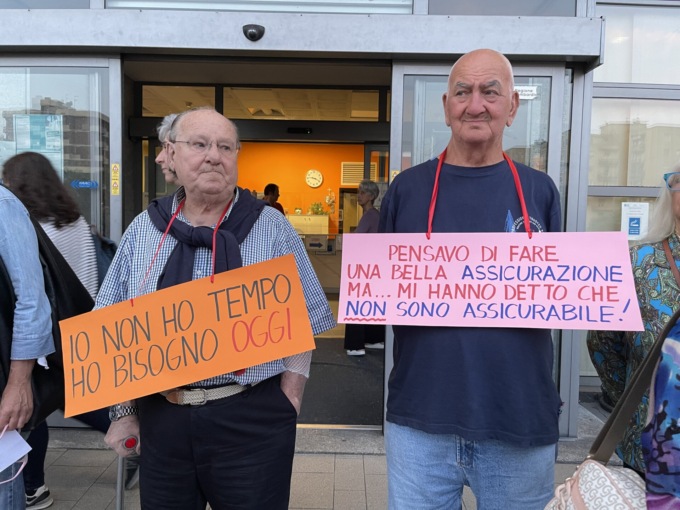 IO NON HO TEMPO
HO BISOGNO OGGI
PENSAVO DI FARE
UNA BELLA ASSICURAZIONE
MA... MI HANNO DETTO CHE
NON SONO ASSICURABILE!